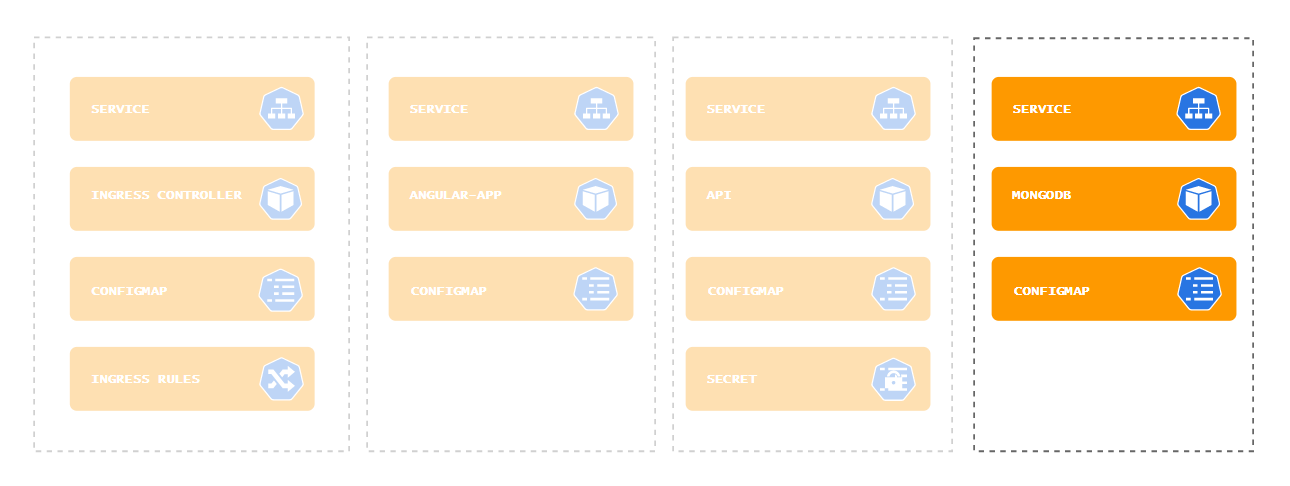 SERVICE
INGRESS CONTROLLER
CONFIGMAP
INGRESS RULES
SERVICE
ANGULAR-APP
CONFIGMAP
SERVICE
API
CONFIGMAP
SECRET
SERVICE
MONGODB
CONFIGMAP